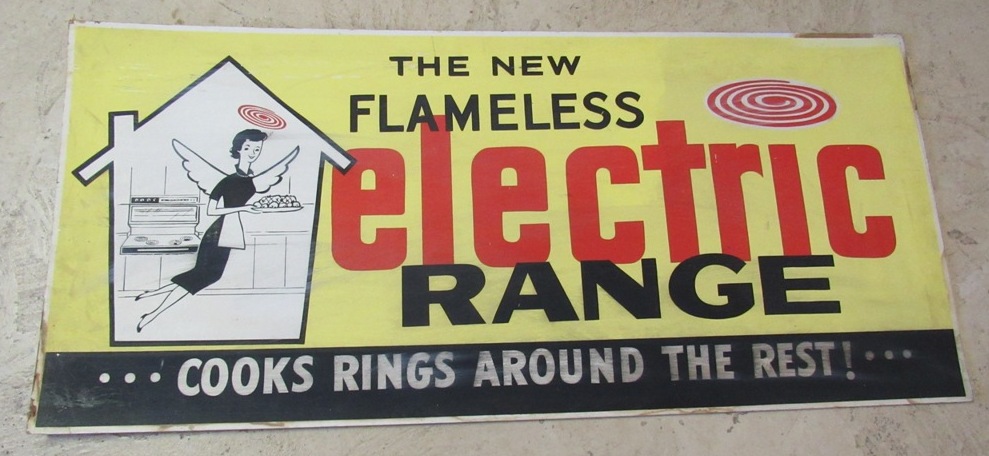 THE NEW
FLAMELESS
electric
RANGE
...COOKS RINGS AROUND THE REST!...